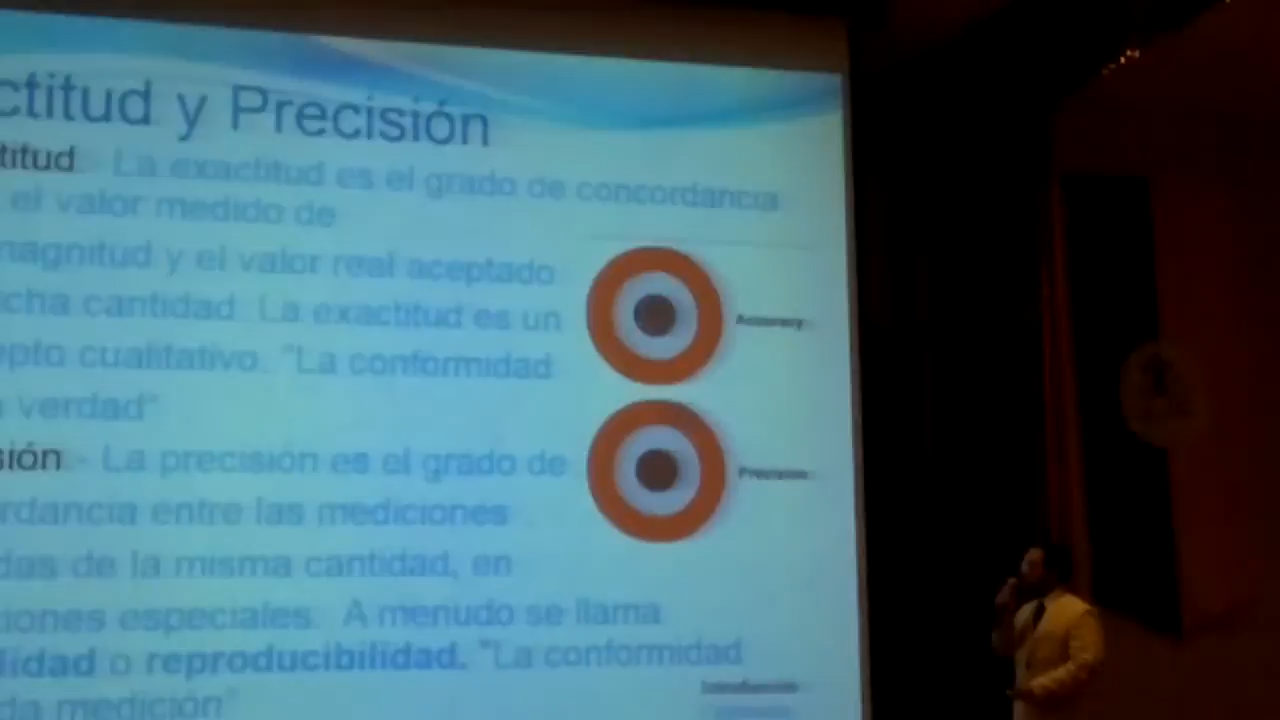 ctitud y Precisión
titud - La exactitud es el grado de concordancia
el valor medido de
magnitud y el valor real aceptado
cha cantidad. La exactitud es un
epto cualitativo. "La conformidad
verdad"
Accuracy
sión - La precisión es el grado de
rdancia entre las mediciones
Precision
das de la misma cantidad, en
ciones especiales. A menudo se llama
lidad o reproducibilidad. "La conformidad
da medición"